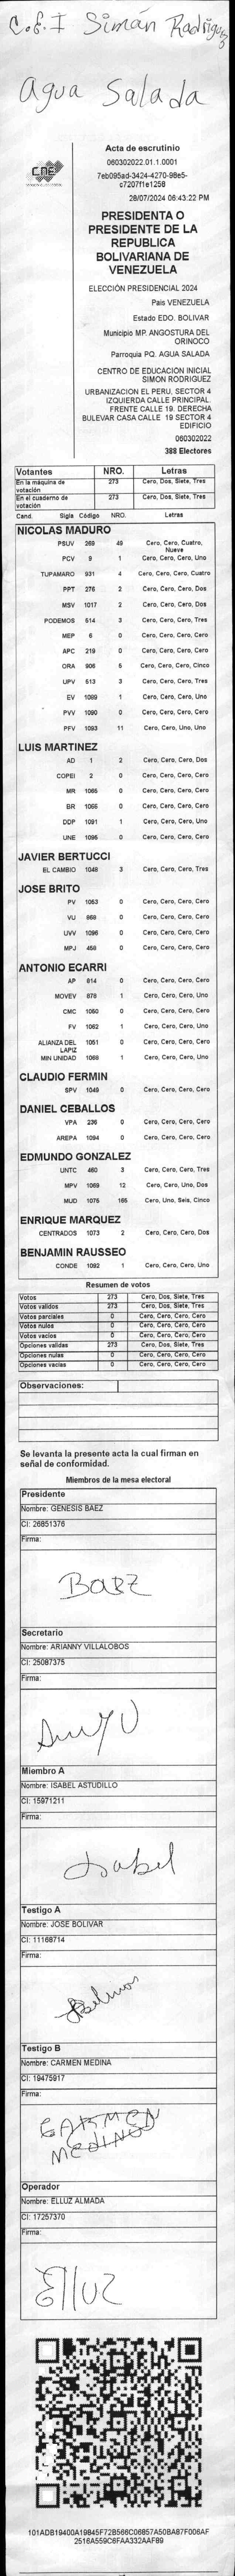 C.E.I Simón Rodríguez
Agua Salada
CNE
Acta de escrutinio
060302022.01.1.0001
7eb095ad-3424-4270-98e5-
c7207f1e1258
28/07/2024 06:43:22 PM
PRESIDENTA O
PRESIDENTE DE LA
REPUBLICA
BOLIVARIANA DE
VENEZUELA
ELECCIÓN PRESIDENCIAL 2024
País VENEZUELA
Estado EDO. BOLIVAR
Municipio MP. ANGOSTURA DEL
ORINOCO
Parroquia PQ. AGUA SALADA
CENTRO DE EDUCACION INICIAL
SIMON RODRIGUEZ
URBANIZACION EL PERU, SECTOR 4
IZQUIERDA CALLE PRINCIPAL.
FRENTE CALLE 19. DERECHA
BULEVAR CASA CALLE 19 SECTOR 4
EDIFICIO
060302022
388 Electores
Votantes NRO. Letras
En la máquina de votación 273 Cero, Dos, Siete, Tres
En el cuaderno de votación 273 Cero, Dos, Siete, Tres
Cand. Sigla Código NRO. Letras
NICOLAS MADURO
PSUV 269 49 Cero, Cero, Cuatro, Nueve
PCV 9 1 Cero, Cero, Cero, Uno
TUPAMARO 931 4 Cero, Cero, Cero, Cuatro
PPT 275 2 Cero, Cero, Cero, Dos
MSV 1017 2 Cero, Cero, Cero, Dos
PODEMOS 514 3 Cero, Cero, Cero, Tres
MEP 6 0 Cero, Cero, Cero, Cero
APC 219 0 Cero, Cero, Cero, Cero
ORA 906 5 Cero, Cero, Cero, Cinco
UPV 513 3 Cero, Cero, Cero, Tres
EV 1089 1 Cero, Cero, Cero, Uno
PVV 1090 0 Cero, Cero, Cero, Cero
PFV 1093 11 Cero, Cero, Uno, Uno
LUIS MARTINEZ
AD 1 2 Cero, Cero, Cero, Dos
COPEI 2 0 Cero, Cero, Cero, Cero
MR 1065 0 Cero, Cero, Cero, Cero
BR 1066 0 Cero, Cero, Cero, Cero
DDP 1091 1 Cero, Cero, Cero, Uno
UNE 1095 0 Cero, Cero, Cero, Cero
JAVIER BERTUCCI
EL CAMBIO 1048 3 Cero, Cero, Cero, Tres
JOSE BRITO
PV 1053 0 Cero, Cero, Cero, Cero
VU 868 0 Cero, Cero, Cero, Cero
UVV 1096 0 Cero, Cero, Cero, Cero
MPJ 458 0 Cero, Cero, Cero, Cero
ANTONIO ECARRI
AP 814 0 Cero, Cero, Cero, Cero
MOVEV 878 1 Cero, Cero, Cero, Uno
CMC 1050 0 Cero, Cero, Cero, Cero
FV 1062 1 Cero, Cero, Cero, Uno
ALIANZA DEL LAPIZ 1051 0 Cero, Cero, Cero, Cero
MIN UNIDAD 1088 1 Cero, Cero, Cero, Uno
CLAUDIO FERMIN
SPV 1049 0 Cero, Cero, Cero, Cero
DANIEL CEBALLOS
VPA 236 0 Cero, Cero, Cero, Cero
AREPA 1094 0 Cero, Cero, Cero, Cero
EDMUNDO GONZALEZ
UNTC 460 3 Cero, Cero, Cero, Tres
MPV 1069 12 Cero, Cero, Uno, Dos
MUD 1075 165 Cero, Uno, Seis, Cinco
ENRIQUE MARQUEZ
CENTRADOS 1073 2 Cero, Cero, Cero, Dos
BENJAMIN RAUSSEO
CONDE 1092 1 Cero, Cero, Cero, Uno
Resumen de votos
Votos 273 Cero, Dos, Siete, Tres
Votos validos 273 Cero, Dos, Siete, Tres
Votos parciales 0 Cero, Cero, Cero, Cero
Votos nulos 0 Cero, Cero, Cero, Cero
Votos vacios 0 Cero, Cero, Cero, Cero
Opciones validas 273 Cero, Dos, Siete, Tres
Opciones nulas 0 Cero, Cero, Cero, Cero
Opciones vacias 0 Cero, Cero, Cero, Cero
Observaciones:
Se levanta la presente acta la cual firman en
señal de conformidad.
Miembros de la mesa electoral
Presidente
Nombre: GENESIS BAEZ
CI: 26851376
Firma:
Baez
Secretario
Nombre: ARIANNY VILLALOBOS
CI: 25087375
Firma:
Miembro A
Nombre: ISABEL ASTUDILLO
CI: 15971211
Firma:
Isabel
Testigo A
Nombre: JOSE BOLIVAR
CI: 11168714
Firma:
Testigo B
Nombre: CARMEN MEDINA
CI: 19475917
Firma:
CARMEN
MEDINA
Operador
Nombre: ELLUZ ALMADA
CI: 17257370
Firma:
Elluz
101ADB19400A19845F72B566C06857A50BA87F006AF
2516A559C6FAA332AAF89